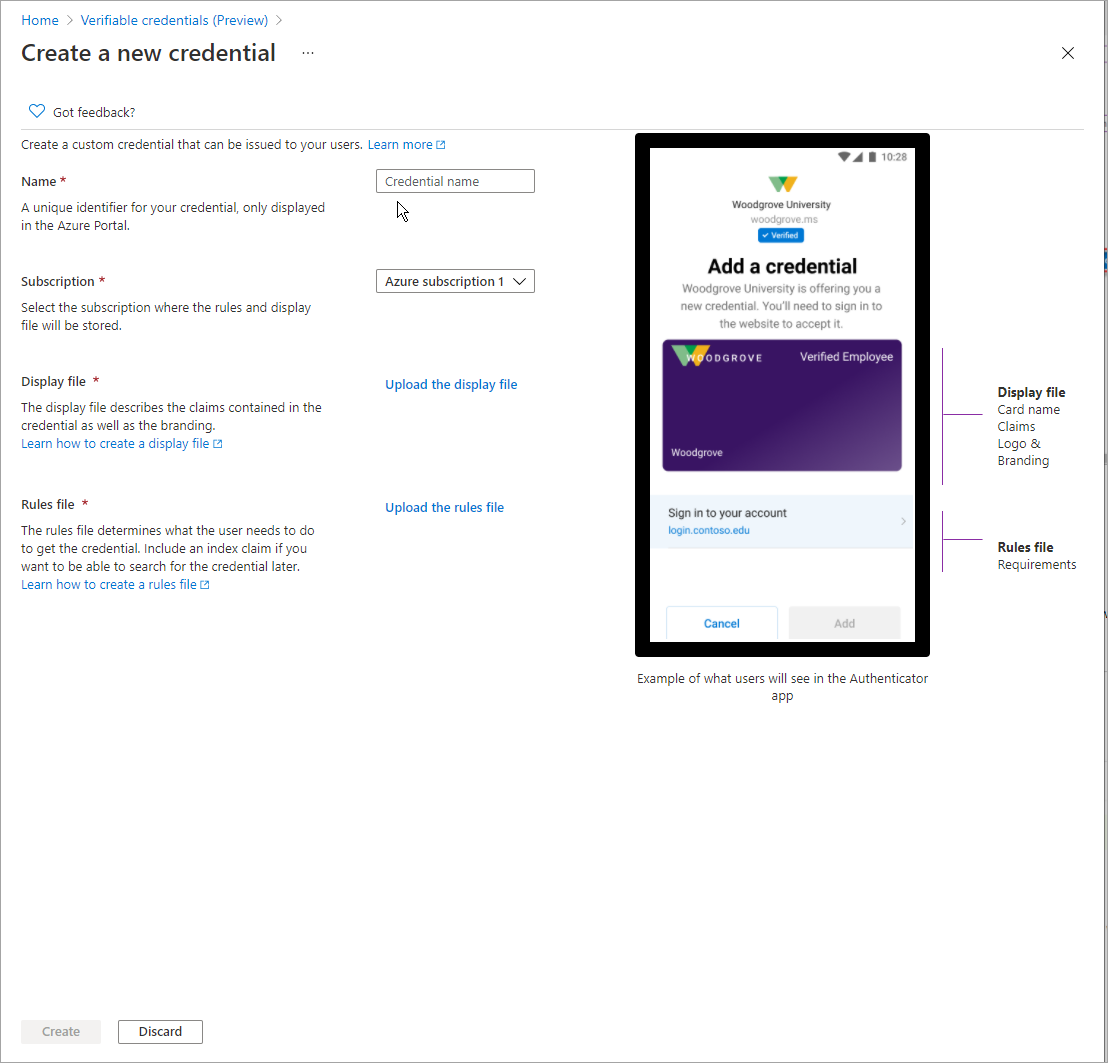 Home > Verifiable credentials (Preview) >
Create a new credential ...
Got feedback?
Create a custom credential that can be issued to your users. Learn more
Name *
Credential name
A unique identifier for your credential, only displayed
in the Azure Portal.
Subscription *
Azure subscription 1
Select the subscription where the rules and display
file will be stored.
Display file *
Upload the display file
The display file describes the claims contained in the
credential as well as the branding.
Learn how to create a display file
Rules file *
Upload the rules file
The rules file determines what the user needs to do
to get the credential. Include an index claim if you
want to be able to search for the credential later.
Learn how to create a rules file
10:28
Woodgrove University
woodgrove.ms
Verified
Add a credential
Woodgrove University is offering you a
new credential. You'll need to sign in to
the website to accept it.
WOODGROVE
Verified Employee
Woodgrove
Sign in to your account
login.contoso.edu
Cancel
Add
Example of what users will see in the Authenticator
app
Display file
Card name
Claims
Logo &
Branding
Rules file
Requirements
Create
Discard